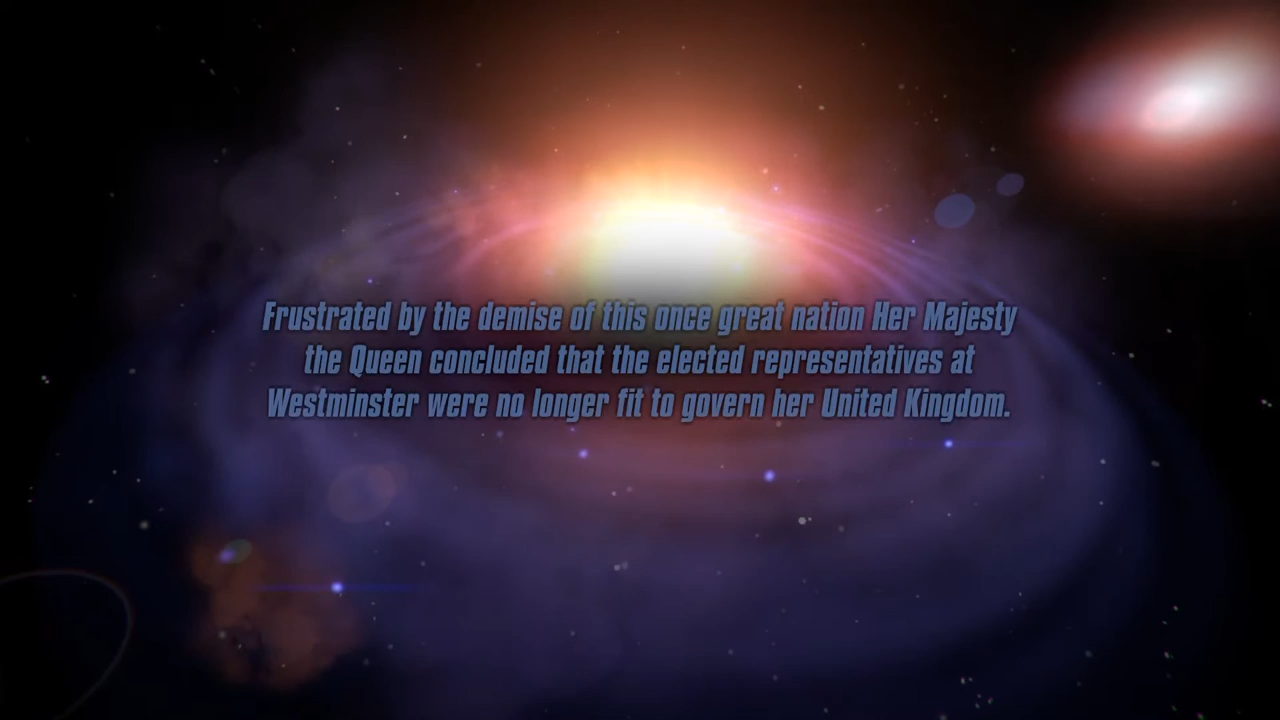 Frustrated by the demise of this once great nation Her Majesty
the Queen concluded that the elected representatives at
Westminster were no longer fit to govern her United Kingdom.